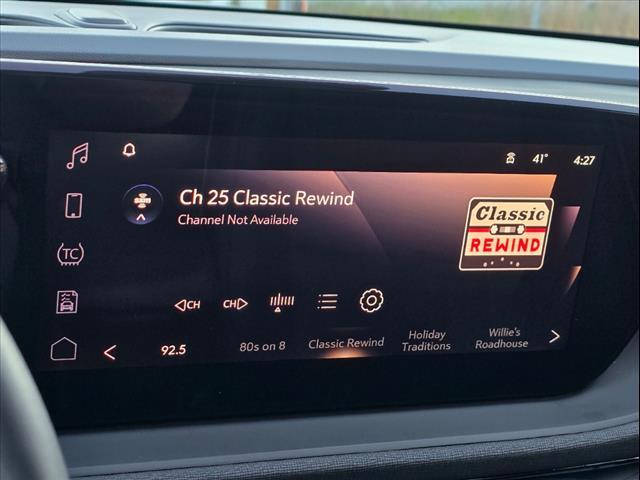 41°
4:27
sxm
Ch 25 Classic Rewind
Channel Not Available
Classic
REWIND
TC
CH
CH
92.5
80s on 8
Classic Rewind
Holiday
Traditions
Willie's
Roadhouse